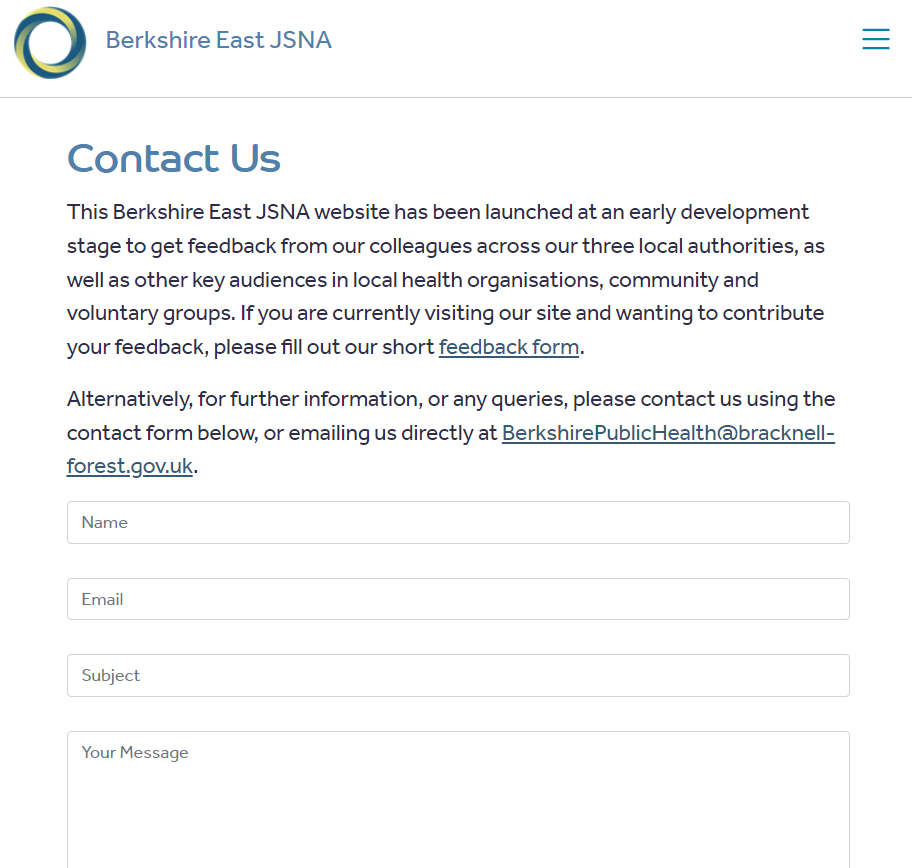 Berkshire East JSNA
Contact Us
This Berkshire East JSNA website has been launched at an early development
stage to get feedback from our colleagues across our three local authorities, as
well as other key audiences in local health organisations, community and
voluntary groups. If you are currently visiting our site and wanting to contribute
your feedback, please fill out our short feedback form.
Alternatively, for further information, or any queries, please contact us using the
contact form below, or emailing us directly at BerkshirePublicHealth@bracknell-
forest.gov.uk.
Name
Email
Subject
Your Message